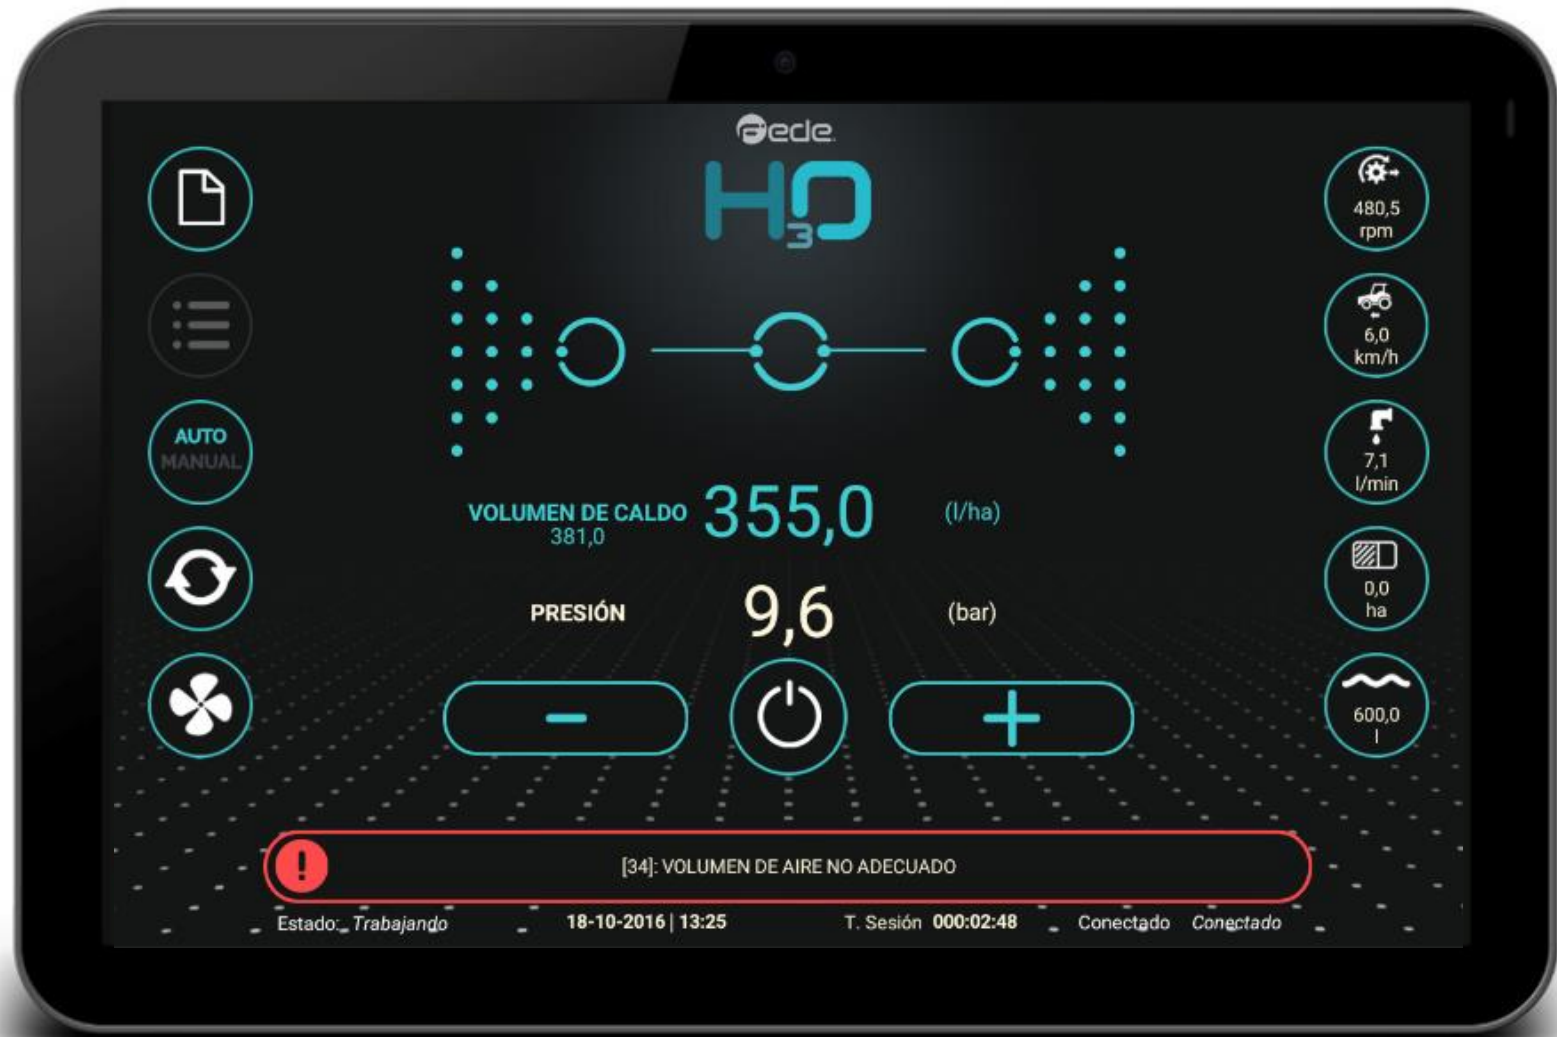 Fede
H3O
AUTO
MANUAL
480,5
rpm
6,0
km/h
7,1
l/min
0,0
ha
600,0
l
VOLUMEN DE CALDO 355,0 (l/ha)
381,0
PRESIÓN 9,6 (bar)
[34]: VOLUMEN DE AIRE NO ADECUADO
Estado: Trabajando 18-10-2016 | 13:25 T. Sesión 000:02:48 Conectado Conectado